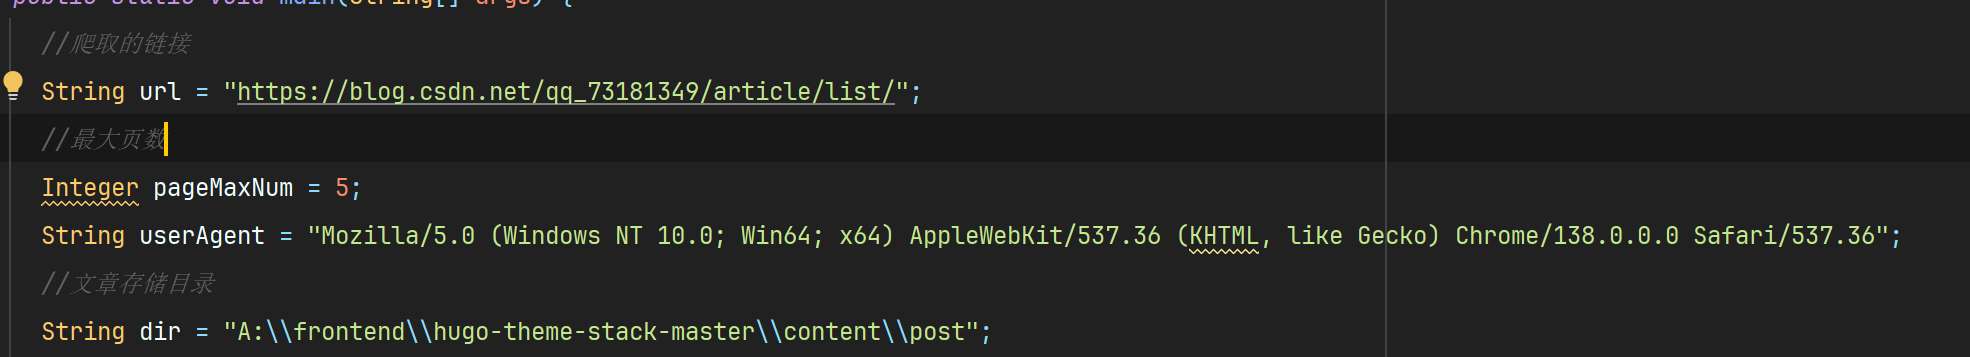 public static void main(String[] args) {
//爬取的链接
String url = "https://blog.csdn.net/qq_73181349/article/list/";
//最大页数
Integer pageMaxNum = 5;
String userAgent = "Mozilla/5.0 (Windows NT 10.0; Win64; x64) AppleWebKit/537.36 (KHTML, like Gecko) Chrome/138.0.0.0 Safari/537.36";
//文章存储目录
String dir = "A:\\frontend\\hugo-theme-stack-master\\content\\post";